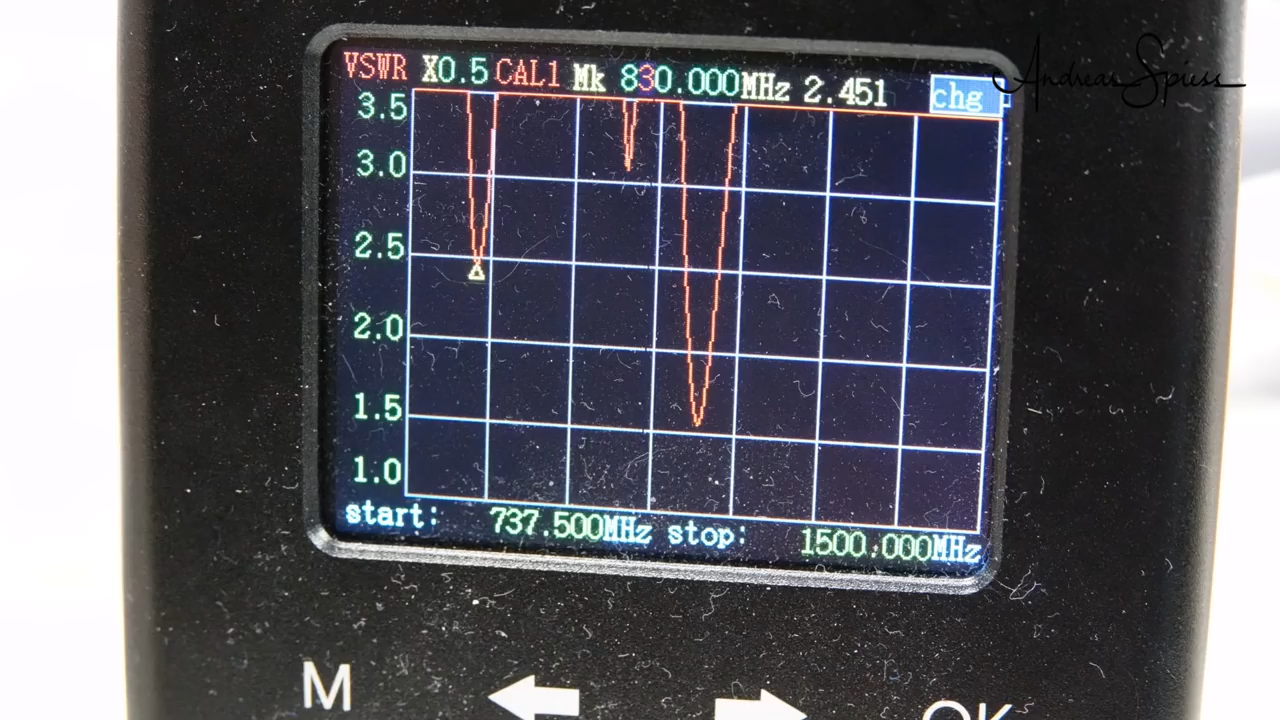 VSWR X0.5 CAL1 Mk 830.000MHz 2.451 chg
Andreas Spiess
3.5
3.0
2.5
2.0
1.5
1.0
start: 737.500MHz stop: 1500.000MHz
M OK